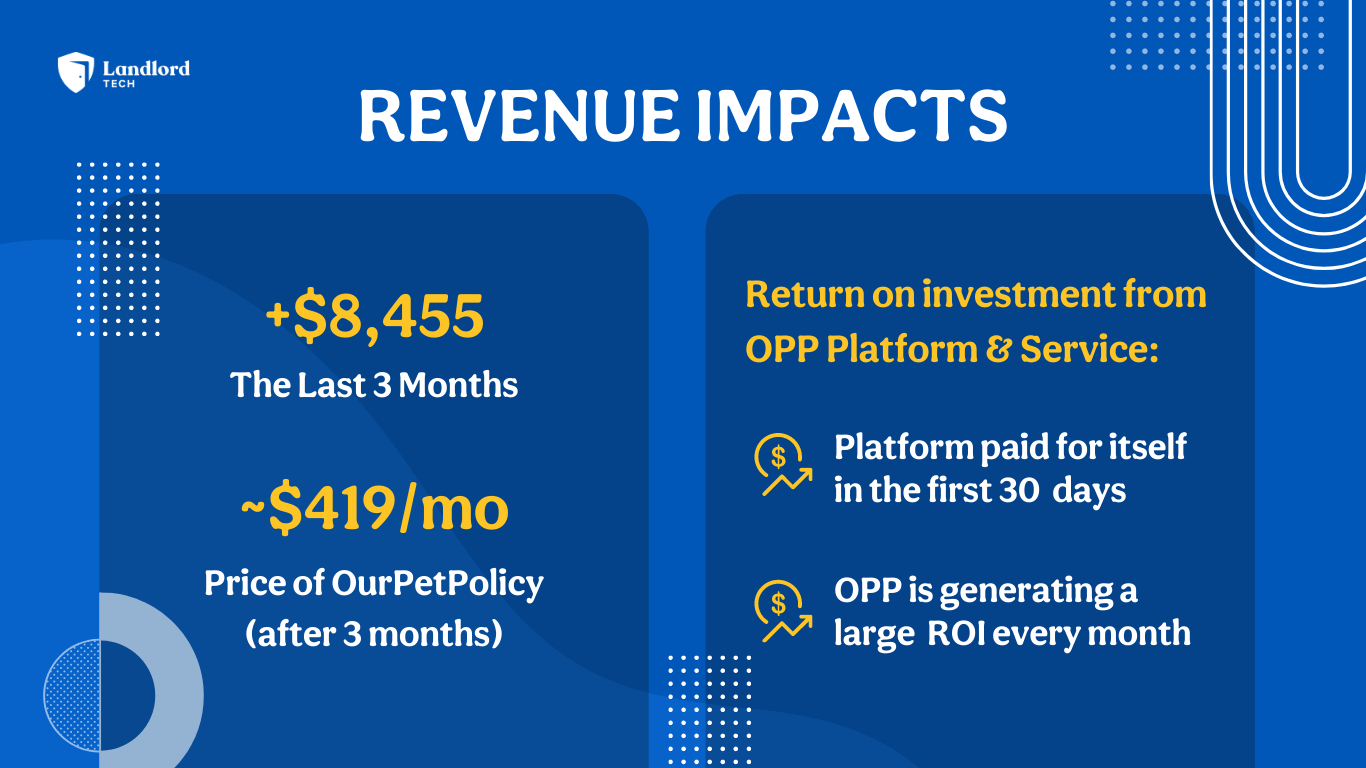 Landlord
TECH
REVENUE IMPACTS
+$8,455
The Last 3 Months
~$419/mo
Price of OurPetPolicy
(after 3 months)
Return on investment from
OPP Platform & Service:
$
Platform paid for itself
in the first 30 days
$
OPP is generating a
large ROI every month